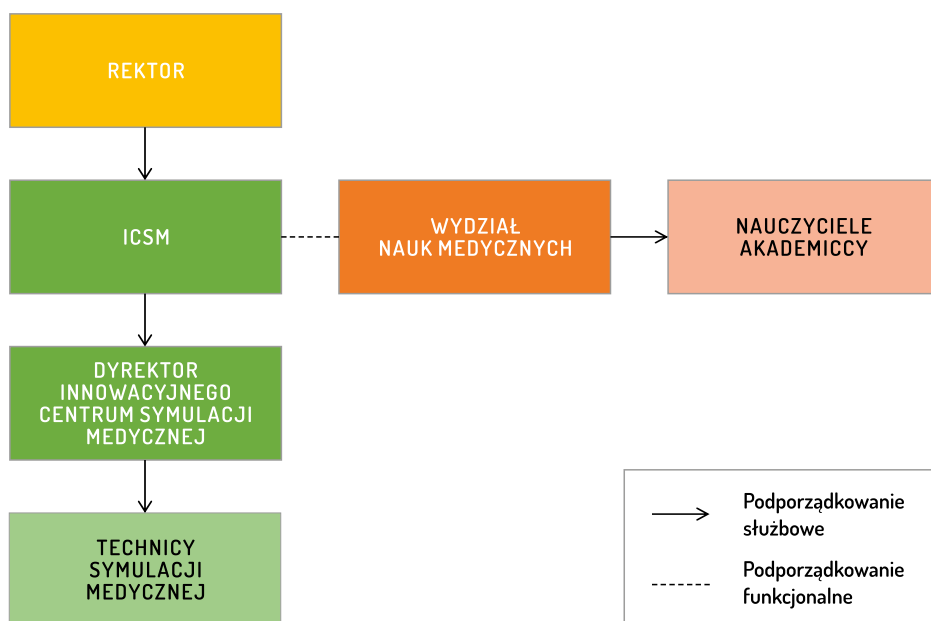 REKTOR
ICSM
WYDZIAŁ
NAUK MEDYCZNYCH
NAUCZYCIELE
AKADEMICCY
DYREKTOR
INNOWACYJNEGO
CENTRUM SYMULACJI
MEDYCZNEJ
TECHNICY
SYMULACJI
MEDYCZNEJ
Podporządkowanie
służbowe
Podporządkowanie
funkcjonalne